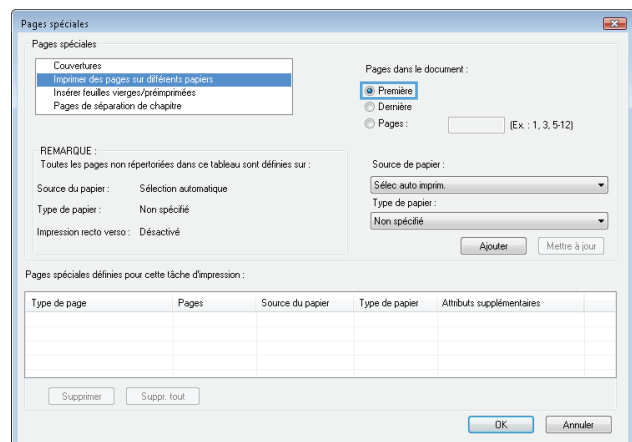 Pages spéciales
Pages spéciales
Couvertures
Imprimer des pages sur différents papiers
Insérer feuilles vierges/préimprimées
Pages de séparation de chapitre
Pages dans le document :
Première
Dernière
Pages :
(Ex. : 1, 3, 5-12)
REMARQUE :
Toutes les pages non répertoriées dans ce tableau sont définies sur :
Source du papier : Sélection automatique
Type de papier : Non spécifié
Impression recto verso : Désactivé
Source de papier :
Sélec auto imprim.
Type de papier :
Non spécifié
Ajouter Mettre à jour
Pages spéciales définies pour cette tâche d'impression :
Type de page Pages Source du papier Type de papier Attributs supplémentaires
Supprimer Suppr. tout
OK Annuler